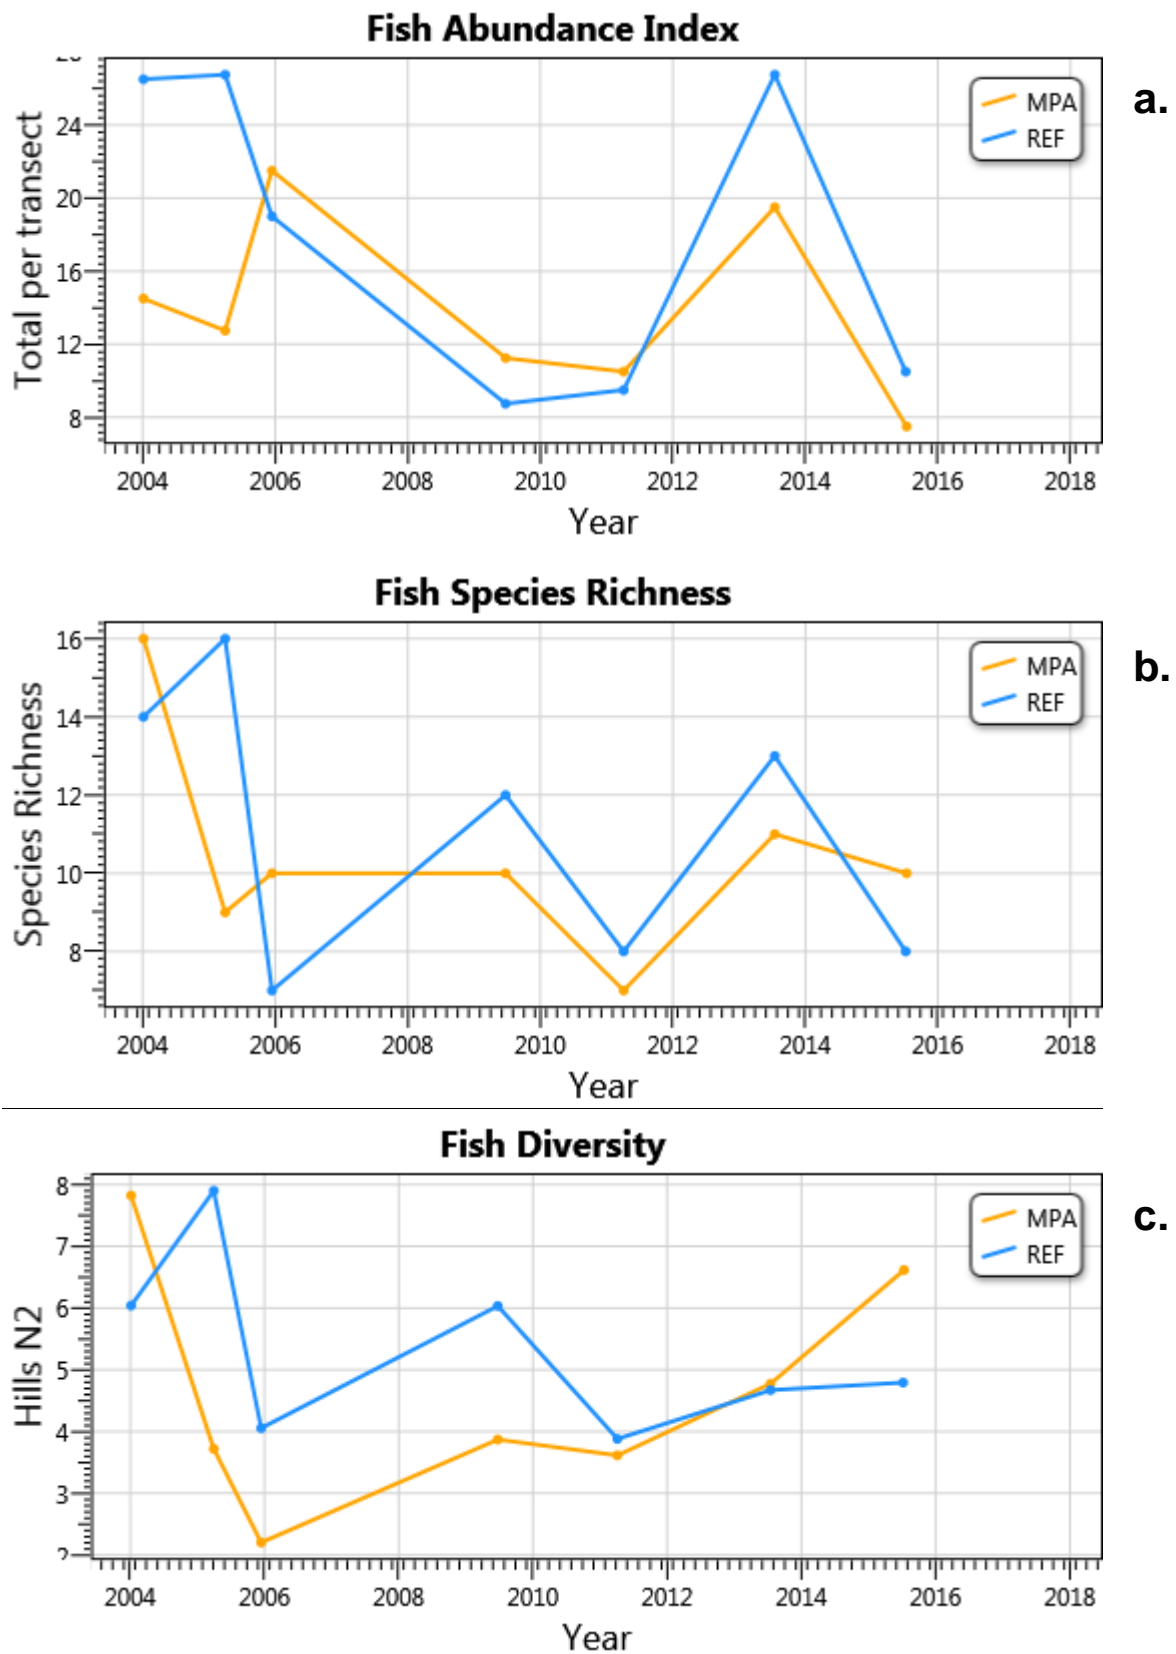 Fish Abundance Index
a.
MPA
REF
Total per transect
24
20
16
12
8
2004 2006 2008 2010 2012 2014 2016 2018
Year
Fish Species Richness
b.
MPA
REF
Species Richness
16
14
12
10
8
2004 2006 2008 2010 2012 2014 2016 2018
Year
Fish Diversity
c.
MPA
REF
Hills N2
8
7
6
5
4
3
2
2004 2006 2008 2010 2012 2014 2016 2018
Year